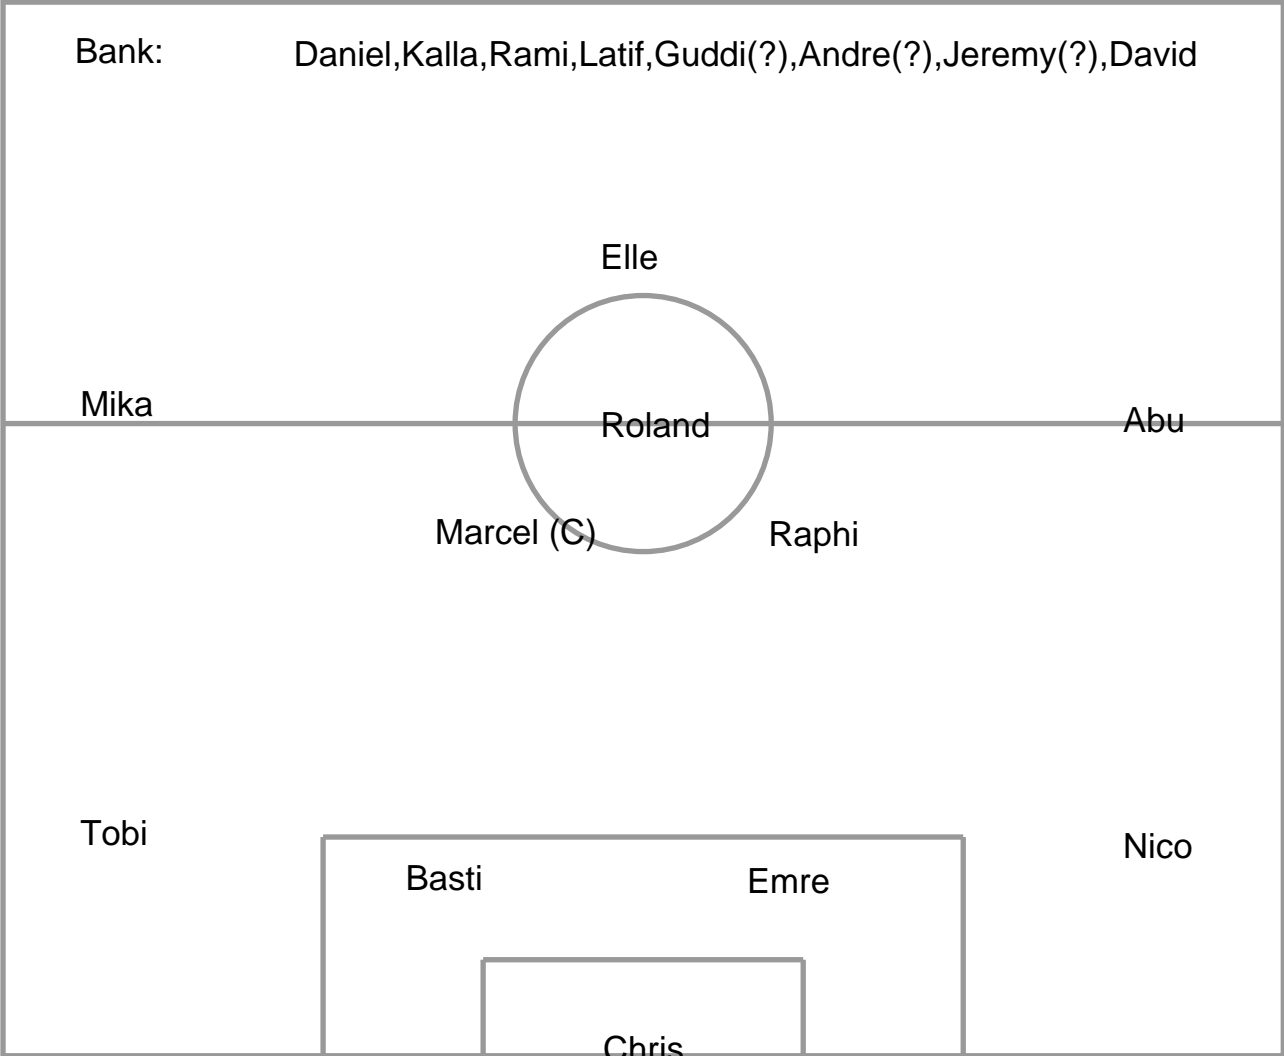 Bank: Daniel,Kalla,Rami,Latif,Guddi(?),Andre(?),Jeremy(?),David
Elle
Mika
Roland
Abu
Marcel (C)
Raphi
Tobi
Nico
Basti
Emre
Chris